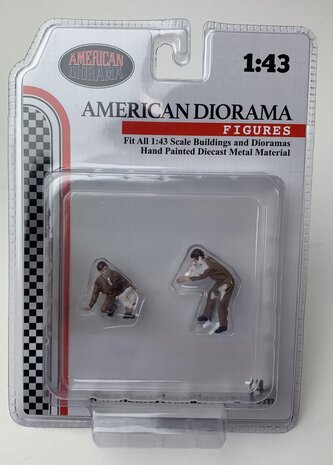 AMERICAN
DIORAMA
1:43
AMERICAN DIORAMA
FIGURES
Fit All 1:43 Scale Buildings and Dioramas
Hand Painted Diecast Metal Material